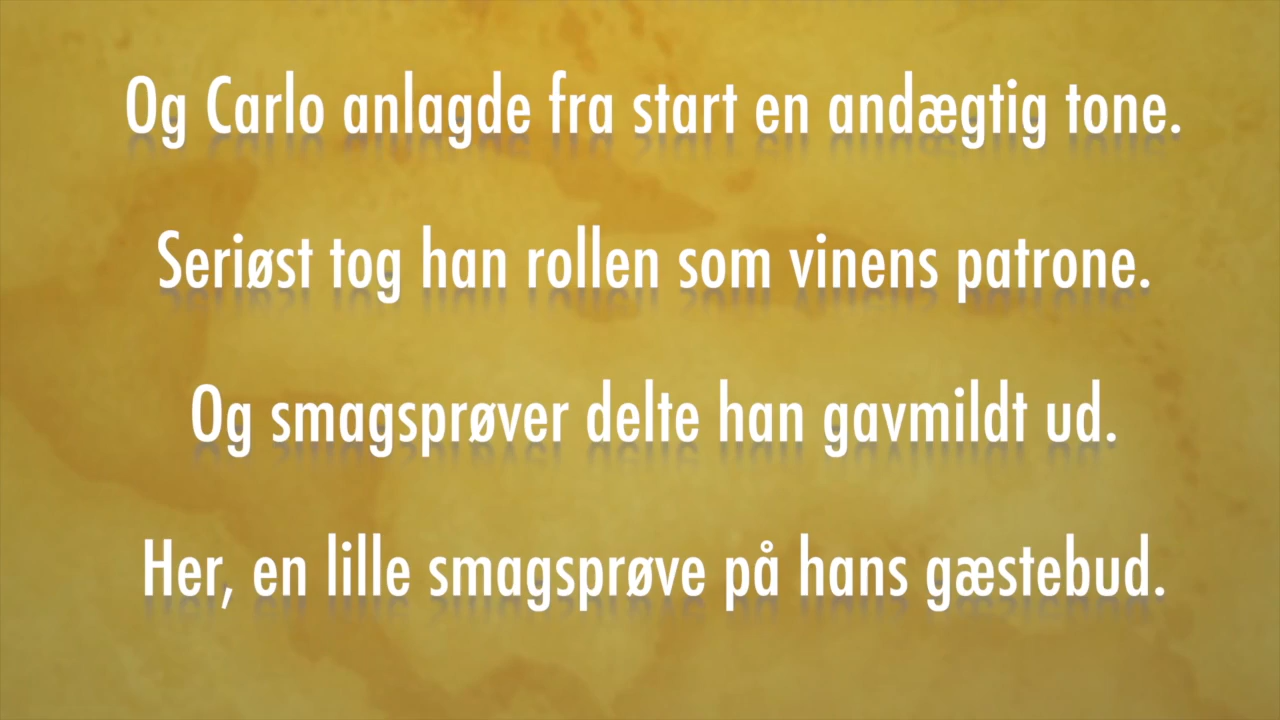 Og Carlo anlagde fra start en andægtig tone.
Seriøst tog han rollen som vinens patrone.
Og smagsprøver delte han gavmildt ud.
Her, en lille smagsprøve på hans gæstebud.